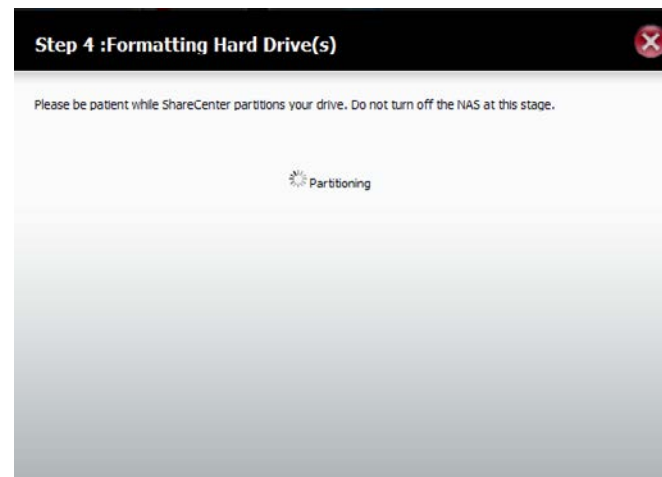 Step 4 :Formatting Hard Drive(s)
Please be patient while ShareCenter partitions your drive. Do not turn off the NAS at this stage.
Partitioning